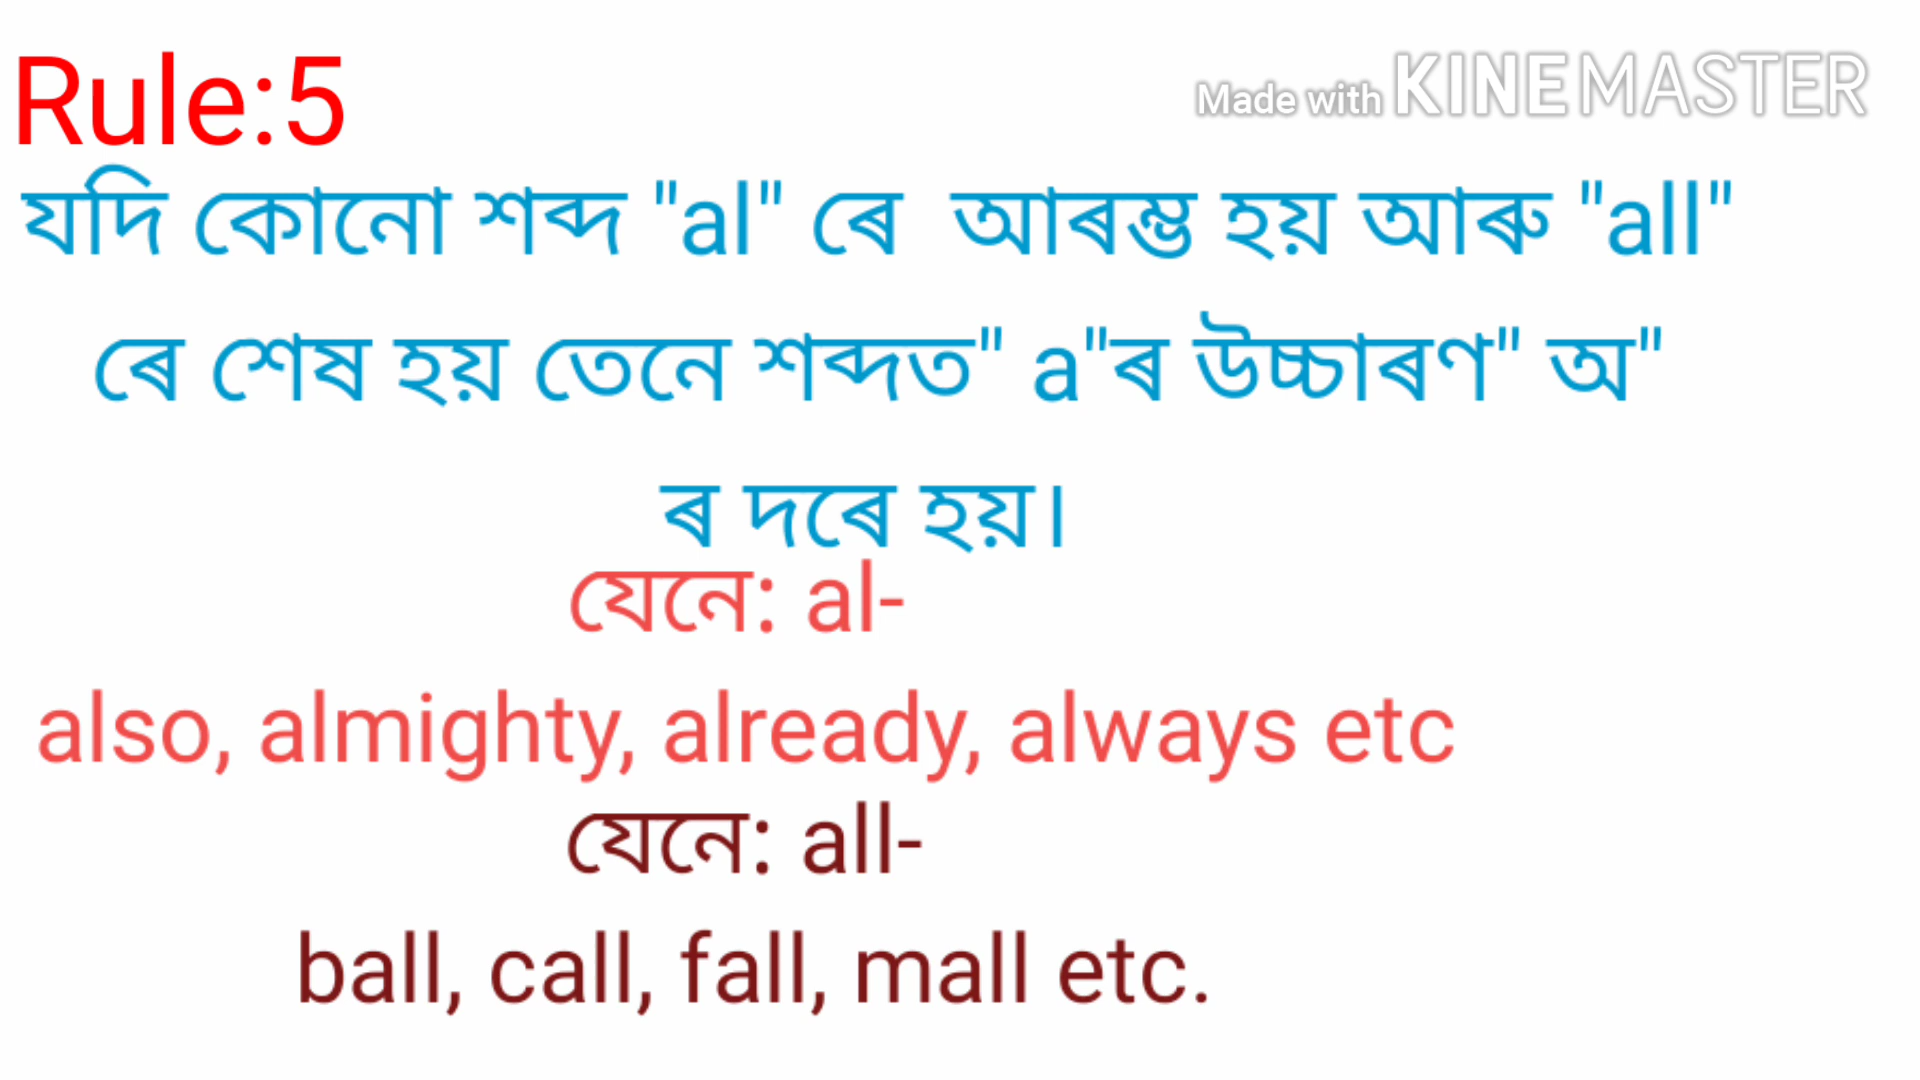 Rule:5
Made with KINEMASTER
যদি কোনো শব্দ "al" ৰে আৰম্ভ হয় আৰু "all"
ৰে শেষ হয় তেনে শব্দত" a"ৰ উচ্চাৰণ" অ"
ৰ দৰে হয়।
যেনে: al-
also, almighty, already, always etc
যেনে: all-
ball, call, fall, mall etc.